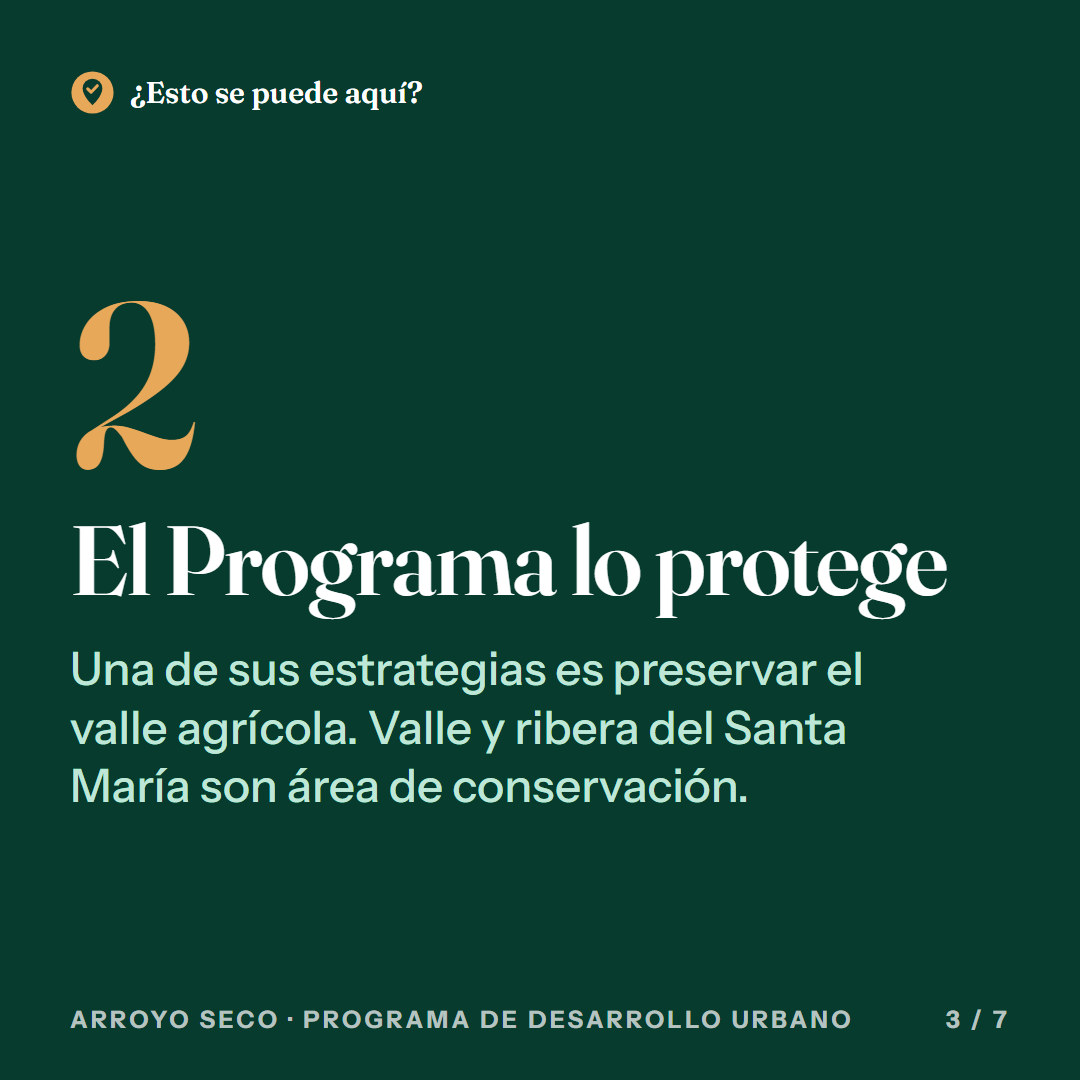 ¿Esto se puede aquí?
2
El Programa lo protege
Una de sus estrategias es preservar el
valle agrícola. Valle y ribera del Santa
María son área de conservación.
ARROYO SECO · PROGRAMA DE DESARROLLO URBANO
3 / 7